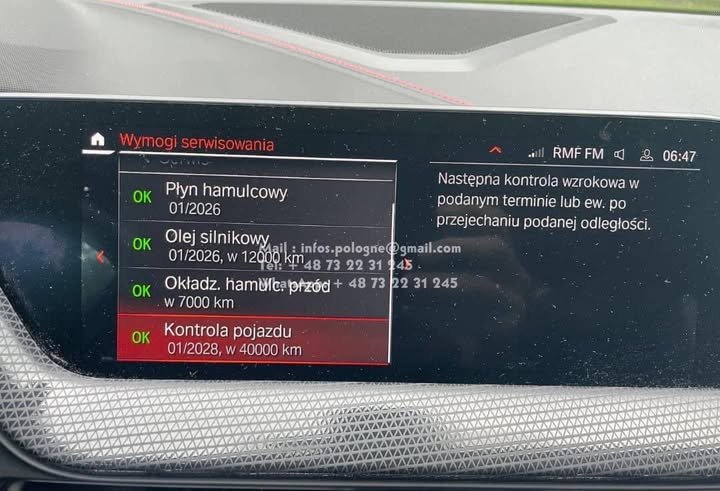 Wymogi serwisowania
RMF FM 06:47
OK Płyn hamulcowy
01/2026
OK Olej silnikowy
01/2026, w 12000 km
OK Okładz. hamulc. przód
w 7000 km
OK Kontrola pojazdu
01/2028, w 40000 km
Następna kontrola wzrokowa w
podanym terminie lub ew. po
przejechaniu podanej odległości.
Mail : infos.pologne@gmail.com
Tel: + 48 73 22 31 245
WhatsApp: + 48 73 22 31 245